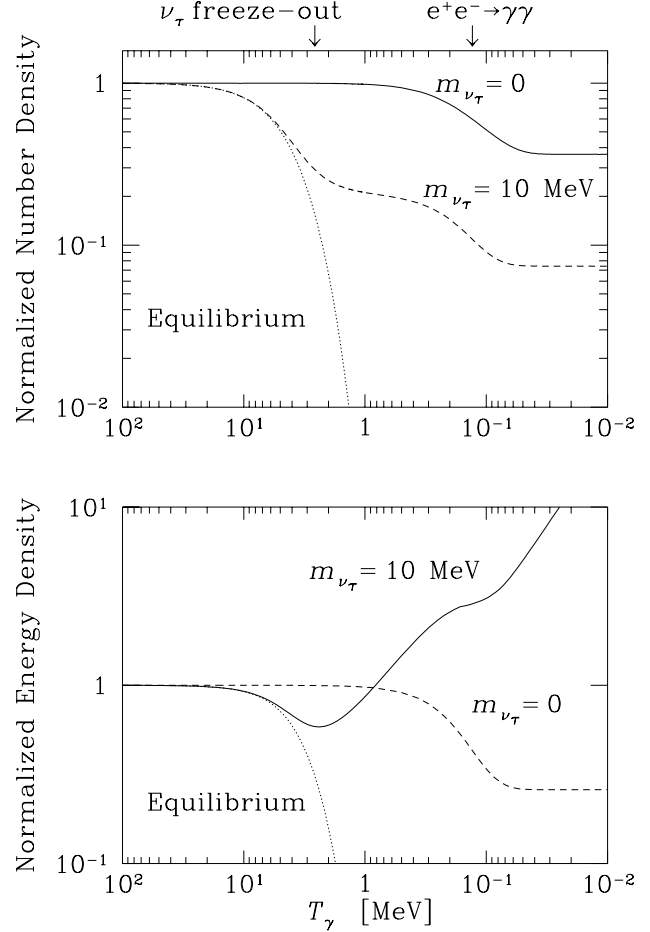 ν_τ freeze-out e⁺e⁻→γγ
Normalized Number Density
1
10⁻¹
10⁻²
m_ν_τ = 0
m_ν_τ = 10 MeV
Equilibrium
10² 10¹ 1 10⁻¹ 10⁻²
Normalized Energy Density
10¹
1
10⁻¹
m_ν_τ = 10 MeV
m_ν_τ = 0
Equilibrium
10² 10¹ 1 10⁻¹ 10⁻²
T_γ [MeV]